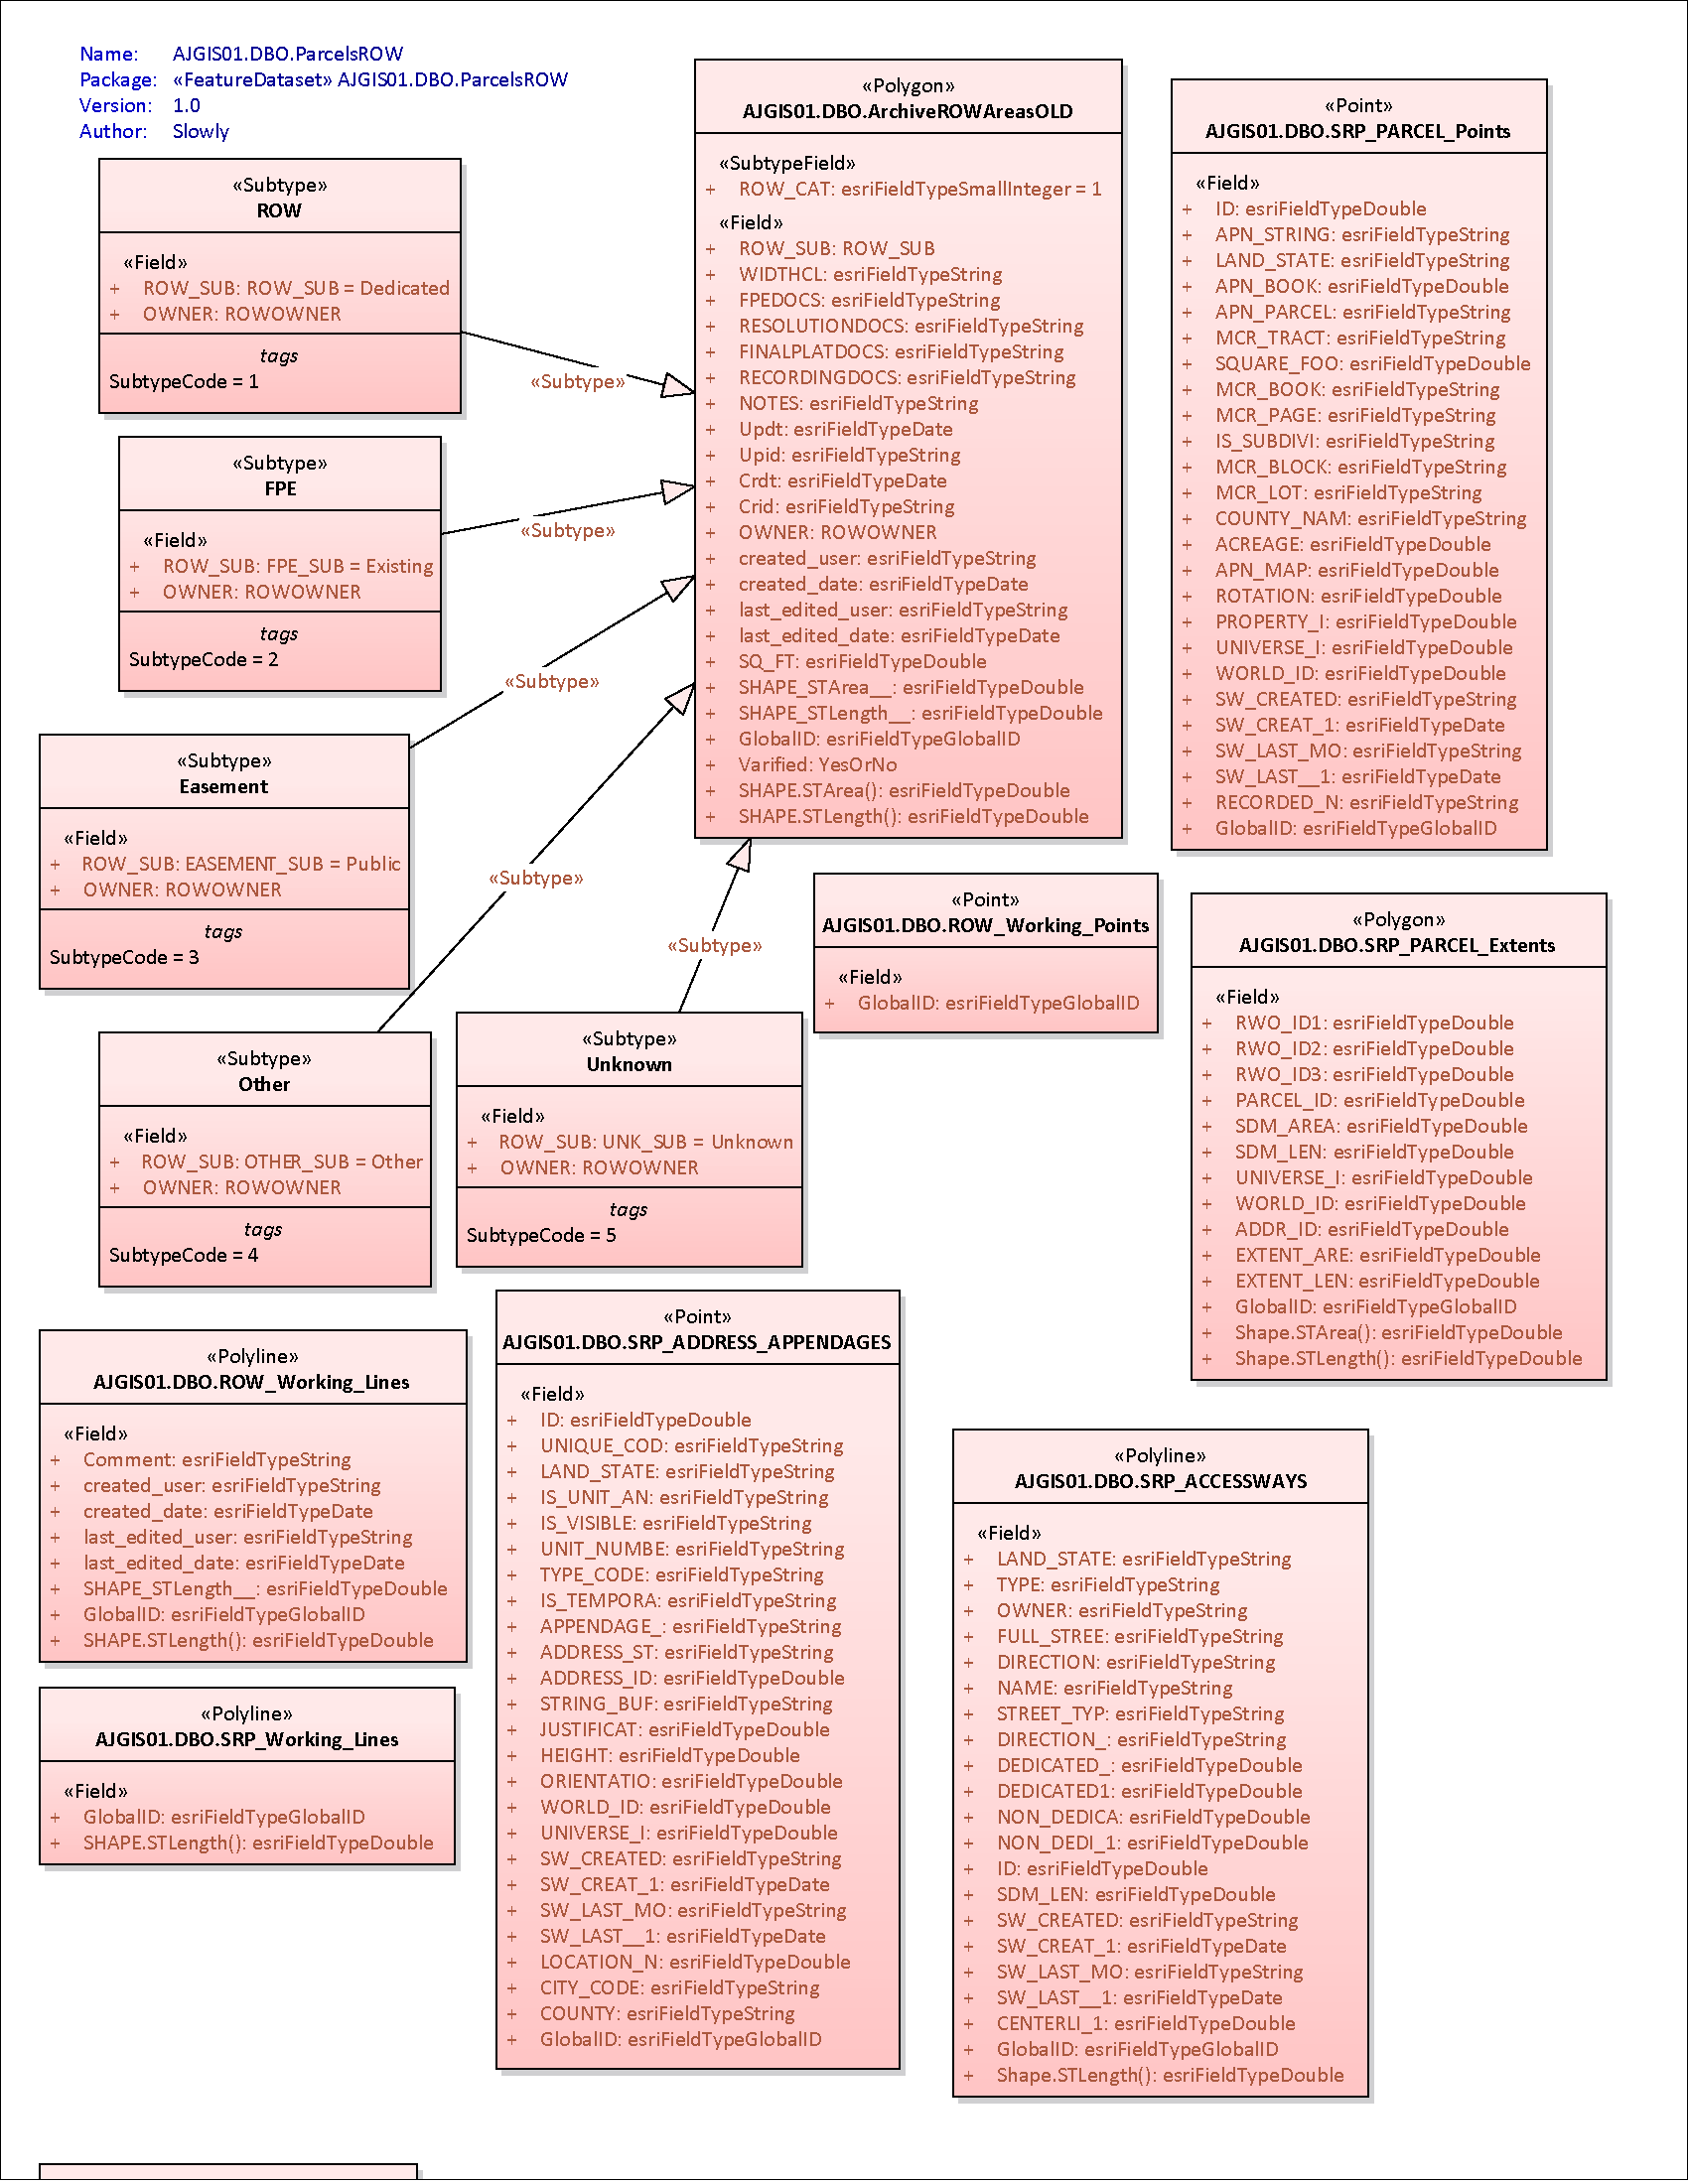 Name: AJGIS01.DBO.ParcelsROW
Package: «FeatureDataset» AJGIS01.DBO.ParcelsROW
Version: 1.0
Author: Slowly
«Subtype»
ROW
«Field»
+ ROW_SUB: ROW_SUB = Dedicated
+ OWNER: ROWOWNER
tags
SubtypeCode = 1
«Subtype»
FPE
«Field»
+ ROW_SUB: FPE_SUB = Existing
+ OWNER: ROWOWNER
tags
SubtypeCode = 2
«Subtype»
Easement
«Field»
+ ROW_SUB: EASEMENT_SUB = Public
+ OWNER: ROWOWNER
tags
SubtypeCode = 3
«Subtype»
Other
«Field»
+ ROW_SUB: OTHER_SUB = Other
+ OWNER: ROWOWNER
tags
SubtypeCode = 4
«Subtype»
Unknown
«Field»
+ ROW_SUB: UNK_SUB = Unknown
+ OWNER: ROWOWNER
tags
SubtypeCode = 5
«Subtype»
«Subtype»
«Subtype»
«Subtype»
«Subtype»
«Polygon»
AJGIS01.DBO.ArchiveROWAreasOLD
«SubtypeField»
+ ROW_CAT: esriFieldTypeSmallInteger = 1
«Field»
+ ROW_SUB: ROW_SUB
+ WIDTHCL: esriFieldTypeString
+ FPEDOCS: esriFieldTypeString
+ RESOLUTIONDOCS: esriFieldTypeString
+ FINALPLATDOCS: esriFieldTypeString
+ RECORDINGDOCS: esriFieldTypeString
+ NOTES: esriFieldTypeString
+ Updt: esriFieldTypeDate
+ Upid: esriFieldTypeString
+ Crdt: esriFieldTypeDate
+ Crid: esriFieldTypeString
+ OWNER: ROWOWNER
+ created_user: esriFieldTypeString
+ created_date: esriFieldTypeDate
+ last_edited_user: esriFieldTypeString
+ last_edited_date: esriFieldTypeDate
+ SQ_FT: esriFieldTypeDouble
+ SHAPE_STArea__: esriFieldTypeDouble
+ SHAPE_STLength__: esriFieldTypeDouble
+ GlobalID: esriFieldTypeGlobalID
+ Varified: YesOrNo
+ SHAPE.STArea(): esriFieldTypeDouble
+ SHAPE.STLength(): esriFieldTypeDouble
«Point»
AJGIS01.DBO.SRP_PARCEL_Points
«Field»
+ ID: esriFieldTypeDouble
+ APN_STRING: esriFieldTypeString
+ LAND_STATE: esriFieldTypeString
+ APN_BOOK: esriFieldTypeDouble
+ APN_PARCEL: esriFieldTypeString
+ MCR_TRACT: esriFieldTypeString
+ SQUARE_FOO: esriFieldTypeDouble
+ MCR_BOOK: esriFieldTypeString
+ MCR_PAGE: esriFieldTypeString
+ IS_SUBDIVI: esriFieldTypeString
+ MCR_BLOCK: esriFieldTypeString
+ MCR_LOT: esriFieldTypeString
+ COUNTY_NAM: esriFieldTypeString
+ ACREAGE: esriFieldTypeDouble
+ APN_MAP: esriFieldTypeDouble
+ ROTATION: esriFieldTypeDouble
+ PROPERTY_I: esriFieldTypeDouble
+ UNIVERSE_I: esriFieldTypeDouble
+ WORLD_ID: esriFieldTypeDouble
+ SW_CREATED: esriFieldTypeString
+ SW_CREAT_1: esriFieldTypeDate
+ SW_LAST_MO: esriFieldTypeString
+ SW_LAST__1: esriFieldTypeDate
+ RECORDED_N: esriFieldTypeString
+ GlobalID: esriFieldTypeGlobalID
«Point»
AJGIS01.DBO.ROW_Working_Points
«Field»
+ GlobalID: esriFieldTypeGlobalID
«Polygon»
AJGIS01.DBO.SRP_PARCEL_Extents
«Field»
+ RWO_ID1: esriFieldTypeDouble
+ RWO_ID2: esriFieldTypeDouble
+ RWO_ID3: esriFieldTypeDouble
+ PARCEL_ID: esriFieldTypeDouble
+ SDM_AREA: esriFieldTypeDouble
+ SDM_LEN: esriFieldTypeDouble
+ UNIVERSE_I: esriFieldTypeDouble
+ WORLD_ID: esriFieldTypeDouble
+ ADDR_ID: esriFieldTypeDouble
+ EXTENT_ARE: esriFieldTypeDouble
+ EXTENT_LEN: esriFieldTypeDouble
+ GlobalID: esriFieldTypeGlobalID
+ Shape.STArea(): esriFieldTypeDouble
+ Shape.STLength(): esriFieldTypeDouble
«Polyline»
AJGIS01.DBO.ROW_Working_Lines
«Field»
+ Comment: esriFieldTypeString
+ created_user: esriFieldTypeString
+ created_date: esriFieldTypeDate
+ last_edited_user: esriFieldTypeString
+ last_edited_date: esriFieldTypeDate
+ SHAPE_STLength__: esriFieldTypeDouble
+ GlobalID: esriFieldTypeGlobalID
+ SHAPE.STLength(): esriFieldTypeDouble
«Polyline»
AJGIS01.DBO.SRP_Working_Lines
«Field»
+ GlobalID: esriFieldTypeGlobalID
+ SHAPE.STLength(): esriFieldTypeDouble
«Point»
AJGIS01.DBO.SRP_ADDRESS_APPENDAGES
«Field»
+ ID: esriFieldTypeDouble
+ UNIQUE_COD: esriFieldTypeString
+ LAND_STATE: esriFieldTypeString
+ IS_UNIT_AN: esriFieldTypeString
+ IS_VISIBLE: esriFieldTypeString
+ UNIT_NUMBE: esriFieldTypeString
+ TYPE_CODE: esriFieldTypeString
+ IS_TEMPORA: esriFieldTypeString
+ APPENDAGE_: esriFieldTypeString
+ ADDRESS_ST: esriFieldTypeString
+ ADDRESS_ID: esriFieldTypeDouble
+ STRING_BUF: esriFieldTypeString
+ JUSTIFICAT: esriFieldTypeDouble
+ HEIGHT: esriFieldTypeDouble
+ ORIENTATIO: esriFieldTypeDouble
+ WORLD_ID: esriFieldTypeDouble
+ UNIVERSE_I: esriFieldTypeDouble
+ SW_CREATED: esriFieldTypeString
+ SW_CREAT_1: esriFieldTypeDate
+ SW_LAST_MO: esriFieldTypeString
+ SW_LAST__1: esriFieldTypeDate
+ LOCATION_N: esriFieldTypeDouble
+ CITY_CODE: esriFieldTypeString
+ COUNTY: esriFieldTypeString
+ GlobalID: esriFieldTypeGlobalID
«Polyline»
AJGIS01.DBO.SRP_ACCESSWAYS
«Field»
+ LAND_STATE: esriFieldTypeString
+ TYPE: esriFieldTypeString
+ OWNER: esriFieldTypeString
+ FULL_STREE: esriFieldTypeString
+ DIRECTION: esriFieldTypeString
+ NAME: esriFieldTypeString
+ STREET_TYP: esriFieldTypeString
+ DIRECTION_: esriFieldTypeString
+ DEDICATED_: esriFieldTypeDouble
+ DEDICATED1: esriFieldTypeDouble
+ NON_DEDICA: esriFieldTypeDouble
+ NON_DEDI_1: esriFieldTypeDouble
+ ID: esriFieldTypeDouble
+ SDM_LEN: esriFieldTypeDouble
+ SW_CREATED: esriFieldTypeString
+ SW_CREAT_1: esriFieldTypeDate
+ SW_LAST_MO: esriFieldTypeString
+ SW_LAST__1: esriFieldTypeDate
+ CENTERLI_1: esriFieldTypeDouble
+ GlobalID: esriFieldTypeGlobalID
+ Shape.STLength(): esriFieldTypeDouble